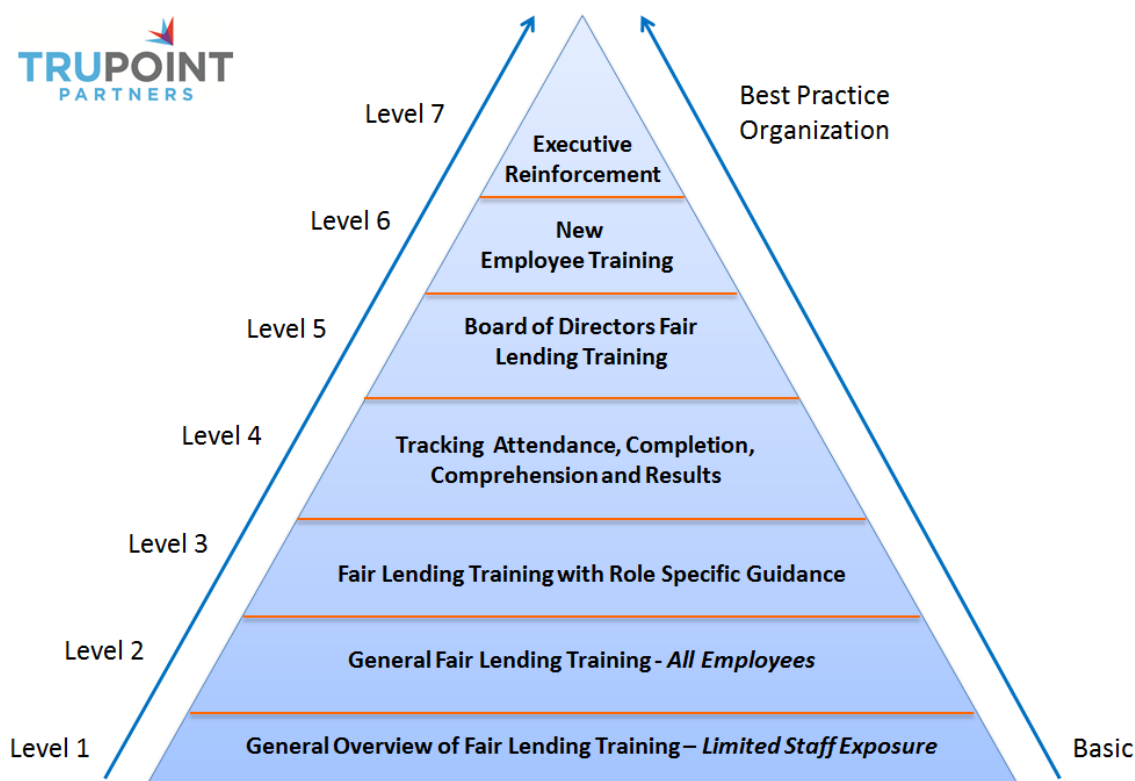 TRUPOINT
PARTNERS
Level 7
Best Practice
Organization
Executive
Reinforcement
Level 6
New
Employee Training
Level 5
Board of Directors Fair
Lending Training
Level 4
Tracking Attendance, Completion,
Comprehension and Results
Level 3
Fair Lending Training with Role Specific Guidance
Level 2
General Fair Lending Training - All Employees
Level 1
General Overview of Fair Lending Training – Limited Staff Exposure
Basic